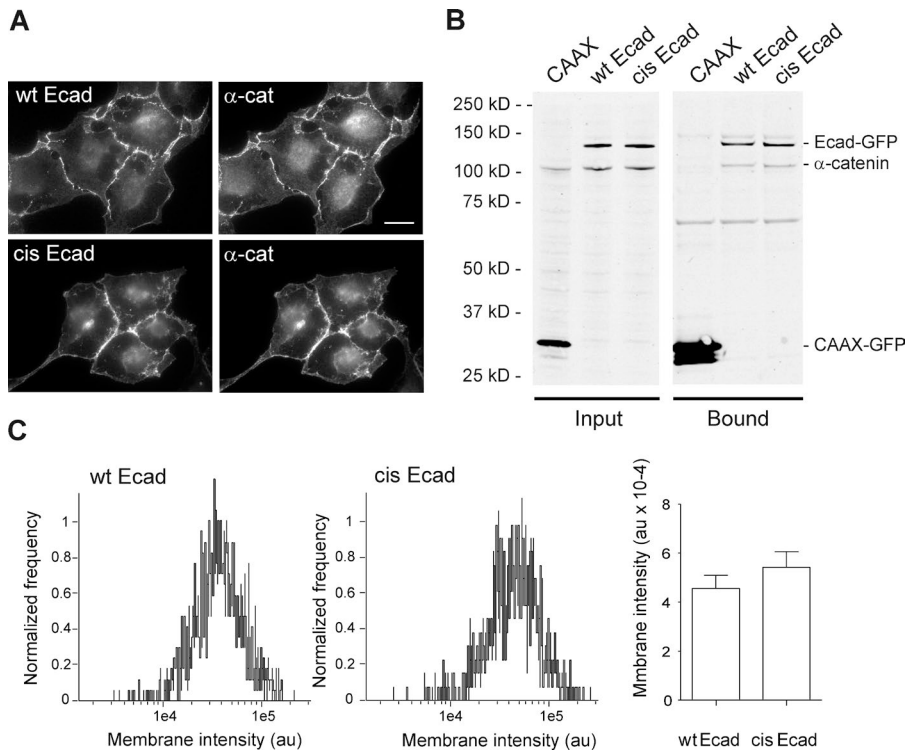 A
B
wt Ecad
α-cat
cis Ecad
α-cat
CAAX
wt Ecad
cis Ecad
CAAX
wt Ecad
cis Ecad
250 kD - -
150 kD -
100 kD -
75 kD -
50 kD -
37 kD -
25 kD -
- Ecad-GFP
- α-catenin
- CAAX-GFP
Input
Bound
C
wt Ecad
Normalized frequency
1
0.8
0.6
0.4
0.2
0
1e4
1e5
Membrane intensity (au)
cis Ecad
Normalized frequency
1
0.8
0.6
0.4
0.2
0
1e4
1e5
Membrane intensity (au)
Mmbrane intensity (au x 10-4)
8
6
4
2
0
wt Ecad
cis Ecad